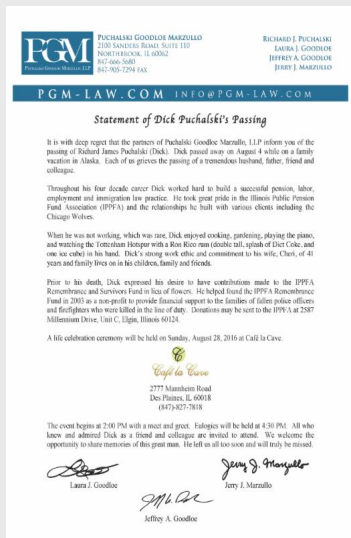 PGM
PUCHALSKI GOODLOE MARZULLO, LLP
PUCHALSKI GOODLOE MARZULLO
2100 SANDERS ROAD, SUITE 110
NORTHBROOK, IL 60062
847-666-5680
847-905-7294 FAX
RICHARD J. PUCHALSKI
LAURA J. GOODLOE
JEFFREY A. GOODLOE
JERRY J. MARZULLO
PGM-LAW.COM INFO@PGM-LAW.COM
Statement of Dick Puchalski's Passing
It is with deep regret that the partners of Puchalski Goodloe Marzullo, LLP inform you of the
passing of Richard James Puchalski (Dick). Dick passed away on August 4 while on a family
vacation in Alaska. Each of us grieves the passing of a tremendous husband, father, friend and
colleague.
Throughout his four decade career Dick worked hard to build a successful pension, labor,
employment and immigration law practice. He took great pride in the Illinois Public Pension
Fund Association (IPPFA) and the relationships he built with various clients including the
Chicago Wolves.
When he was not working, which was rare, Dick enjoyed cooking, gardening, playing the piano,
and watching the Tottenham Hotspur with a Ron Rico rum (double tall, splash of Diet Coke, and
one ice cube) in his hand. Dick's strong work ethic and commitment to his wife, Cheri, of 41
years and family lives on in his children, family and friends.
Prior to his death, Dick expressed his desire to have contributions made to the IPPFA
Remembrance and Survivors Fund in lieu of flowers. He helped found the IPPFA Remembrance
Fund in 2003 as a non-profit to provide financial support to the families of fallen police officers
and firefighters who were killed in the line of duty. Donations may be sent to the IPPFA at 2587
Millennium Drive, Unit C, Elgin, Illinois 60124.
A life celebration ceremony will be held on Sunday, August 28, 2016 at Café la Cave.
Café la Cave
2777 Mannheim Road
Des Plaines, IL 60018
(847)-827-7818
The event begins at 2:00 PM with a meet and greet. Eulogies will be held at 4:30 PM. All who
knew and admired Dick as a friend and colleague are invited to attend. We welcome the
opportunity to share memories of this great man. He left us all too soon and will truly be missed.
Jerry J. Marzullo
Laura J. Goodloe
Jerry J. Marzullo
Jeffrey A. Goodloe